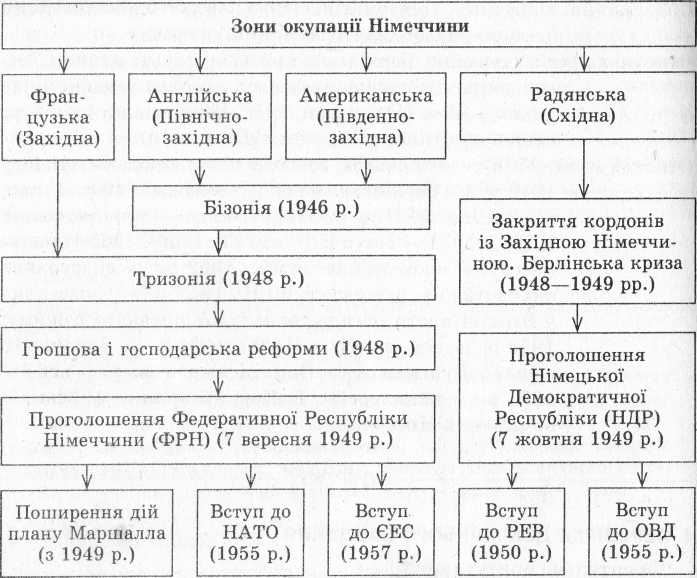 Зони окупації Німеччини
Фран-
цузька
(Західна)
Англійська
(Північно-
західна)
Американська
(Південно-
західна)
Радянська
(Східна)
Бізонія (1946 р.)
Закриття кордонів
із Західною Німеччи-
ною. Берлінська криза
(1948—1949 рр.)
Тризонія (1948 р.)
Грошова і господарська реформи (1948 р.)
Проголошення
Німецької
Демократичної
Республіки (НДР)
(7 жовтня 1949 р.)
Проголошення Федеративної Республіки
Німеччини (ФРН) (7 вересня 1949 р.)
Поширення дій
плану Маршалла
(з 1949 р.)
Вступ до
НАТО
(1955 р.)
Вступ
до ЄЕС
(1957 р.)
Вступ
до РЕВ
(1950 р.)
Вступ
до ОВД
(1955 р.)